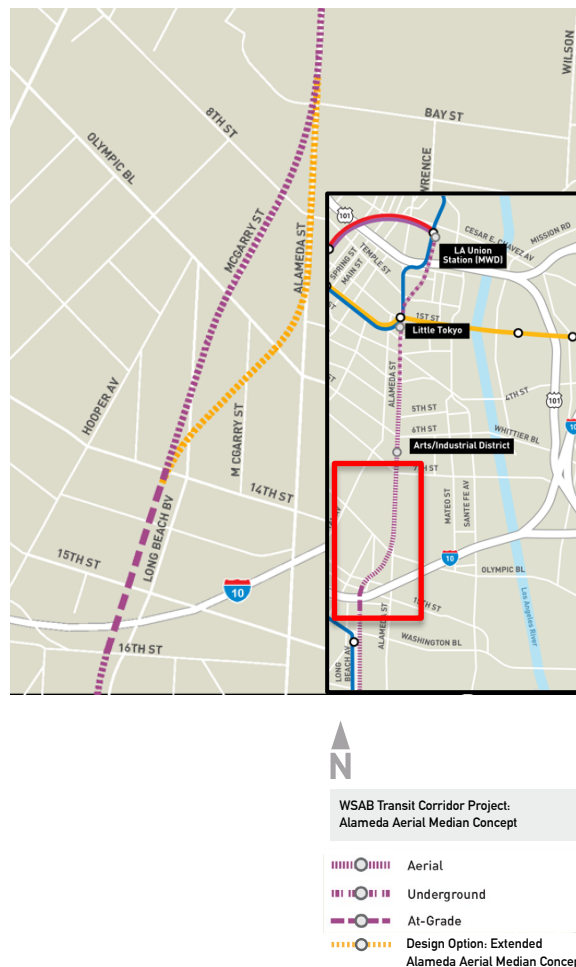 WILSON
BAY ST
8TH ST
OLYMPIC BL
MCGARRY ST
ALAMEDA ST
HOOPER AV
M CGARRY ST
14TH ST
LONG BEACH BV
15TH ST
10
16TH ST
WRENCE
101
CESAR E. CHAVEZ AV
MISSION RD
LA Union
Station (MWD)
SPRING ST
MAIN ST
TEMPLE ST
1ST ST
Little Tokyo
ALAMEDA ST
4TH ST
101
5TH ST
6TH ST
WHITTIER BL
10
Arts/Industrial District
7TH ST
MATEO ST
SANTE FE AV
10
OLYMPIC BL
Los Angeles River
ALAMEDA ST
WASHINGTON BL
LONG
BEACH AV
N
WSAB Transit Corridor Project:
Alameda Aerial Median Concept
Aerial
Underground
At-Grade
Design Option: Extended
Alameda Aerial Median Concep